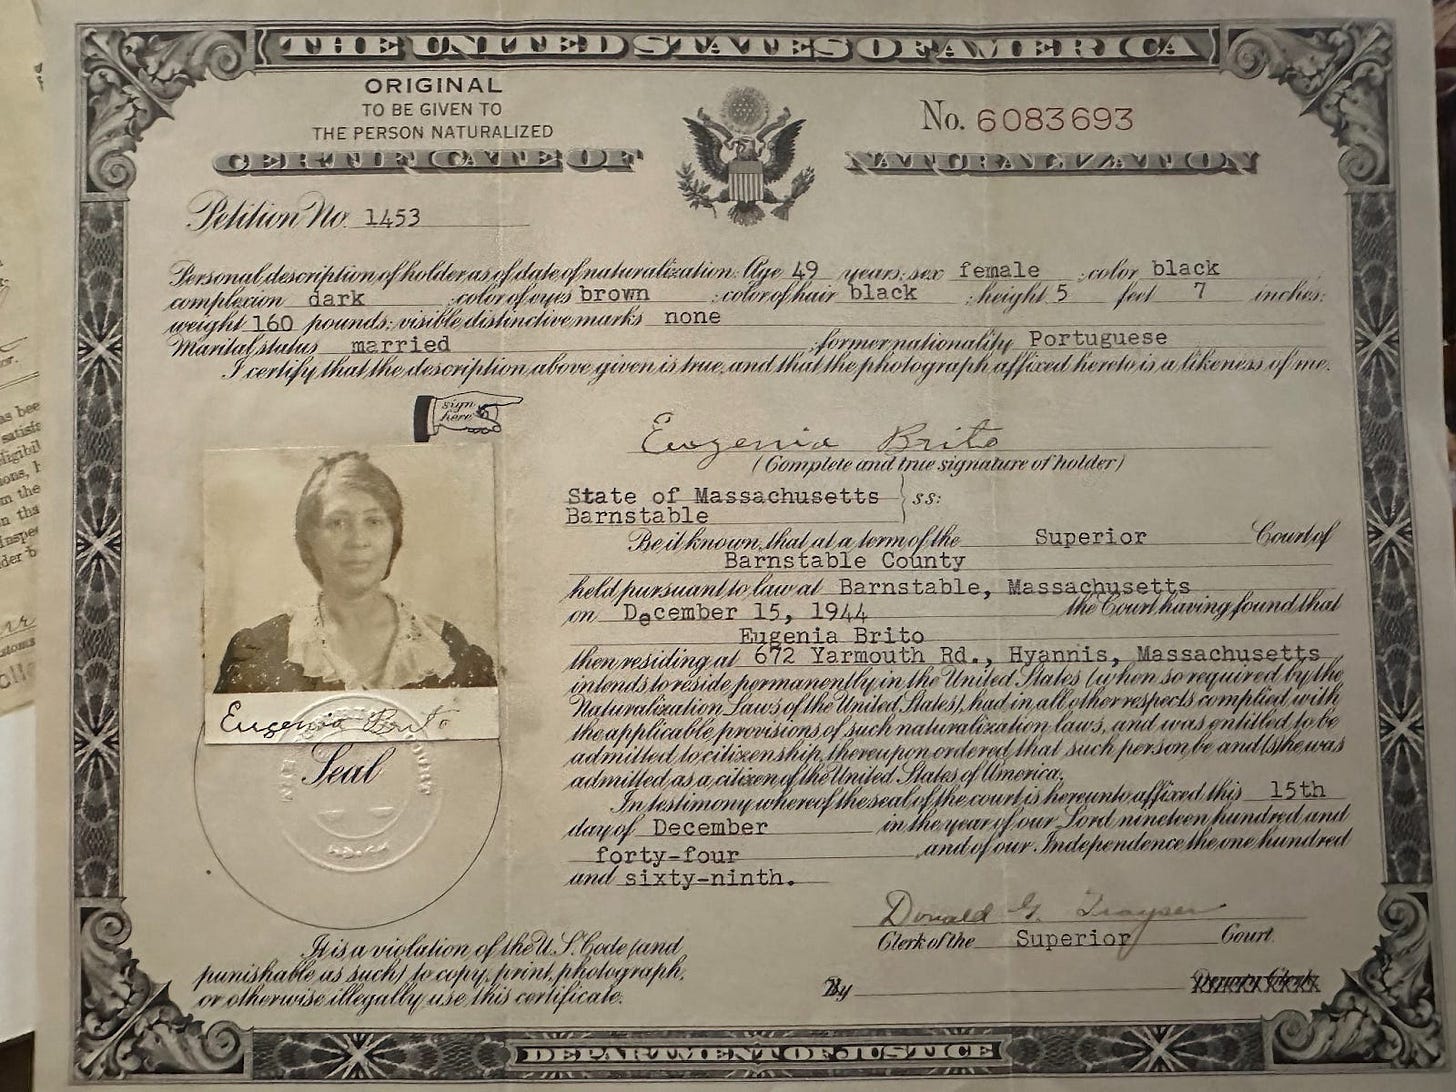 THE UNITED STATES OF AMERICA
ORIGINAL
TO BE GIVEN TO
THE PERSON NATURALIZED
No. 6083693
CERTIFICATE OF NATURALIZATION
Petition No. 1453
Personal description of holder as of date of naturalization: Age 49 years; sex female ; color black
complexion dark ; color of eyes brown ; color of hair black ; height 5 feet 7 inches;
weight 160 pounds; visible distinctive marks none
Marital status married ; former nationality Portuguese
I certify that the description above given is true, and that the photograph affixed hereto is a likeness of me.
sign
here
Eugenia Brito
(Complete and true signature of holder)
State of Massachusetts } ss:
Barnstable
Be it known, that at a term of the Superior Court of
Barnstable County
held pursuant to law at Barnstable, Massachusetts
on December 15, 1944 the Court having found that
Eugenia Brito
then residing at 672 Yarmouth Rd., Hyannis, Massachusetts
intends to reside permanently in the United States (when so required by the
Naturalization Laws of the United States), had in all other respects complied with
the applicable provisions of such naturalization laws, and was entitled to be
admitted to citizenship, thereupon ordered that such person be and (s)he was
admitted as a citizen of the United States of America.
In testimony whereof the seal of the court is hereunto affixed this 15th
day of December in the year of our Lord nineteen hundred and
forty-four , and of our Independence the one hundred
and sixty-ninth.
Eugenia Brito
Seal
Donald G. Trayser
Clerk of the Superior Court.
By Deputy Clerk
It is a violation of the U. S. Code (and
punishable as such) to copy, print, photograph,
or otherwise illegally use this certificate.
DEPARTMENT OF JUSTICE